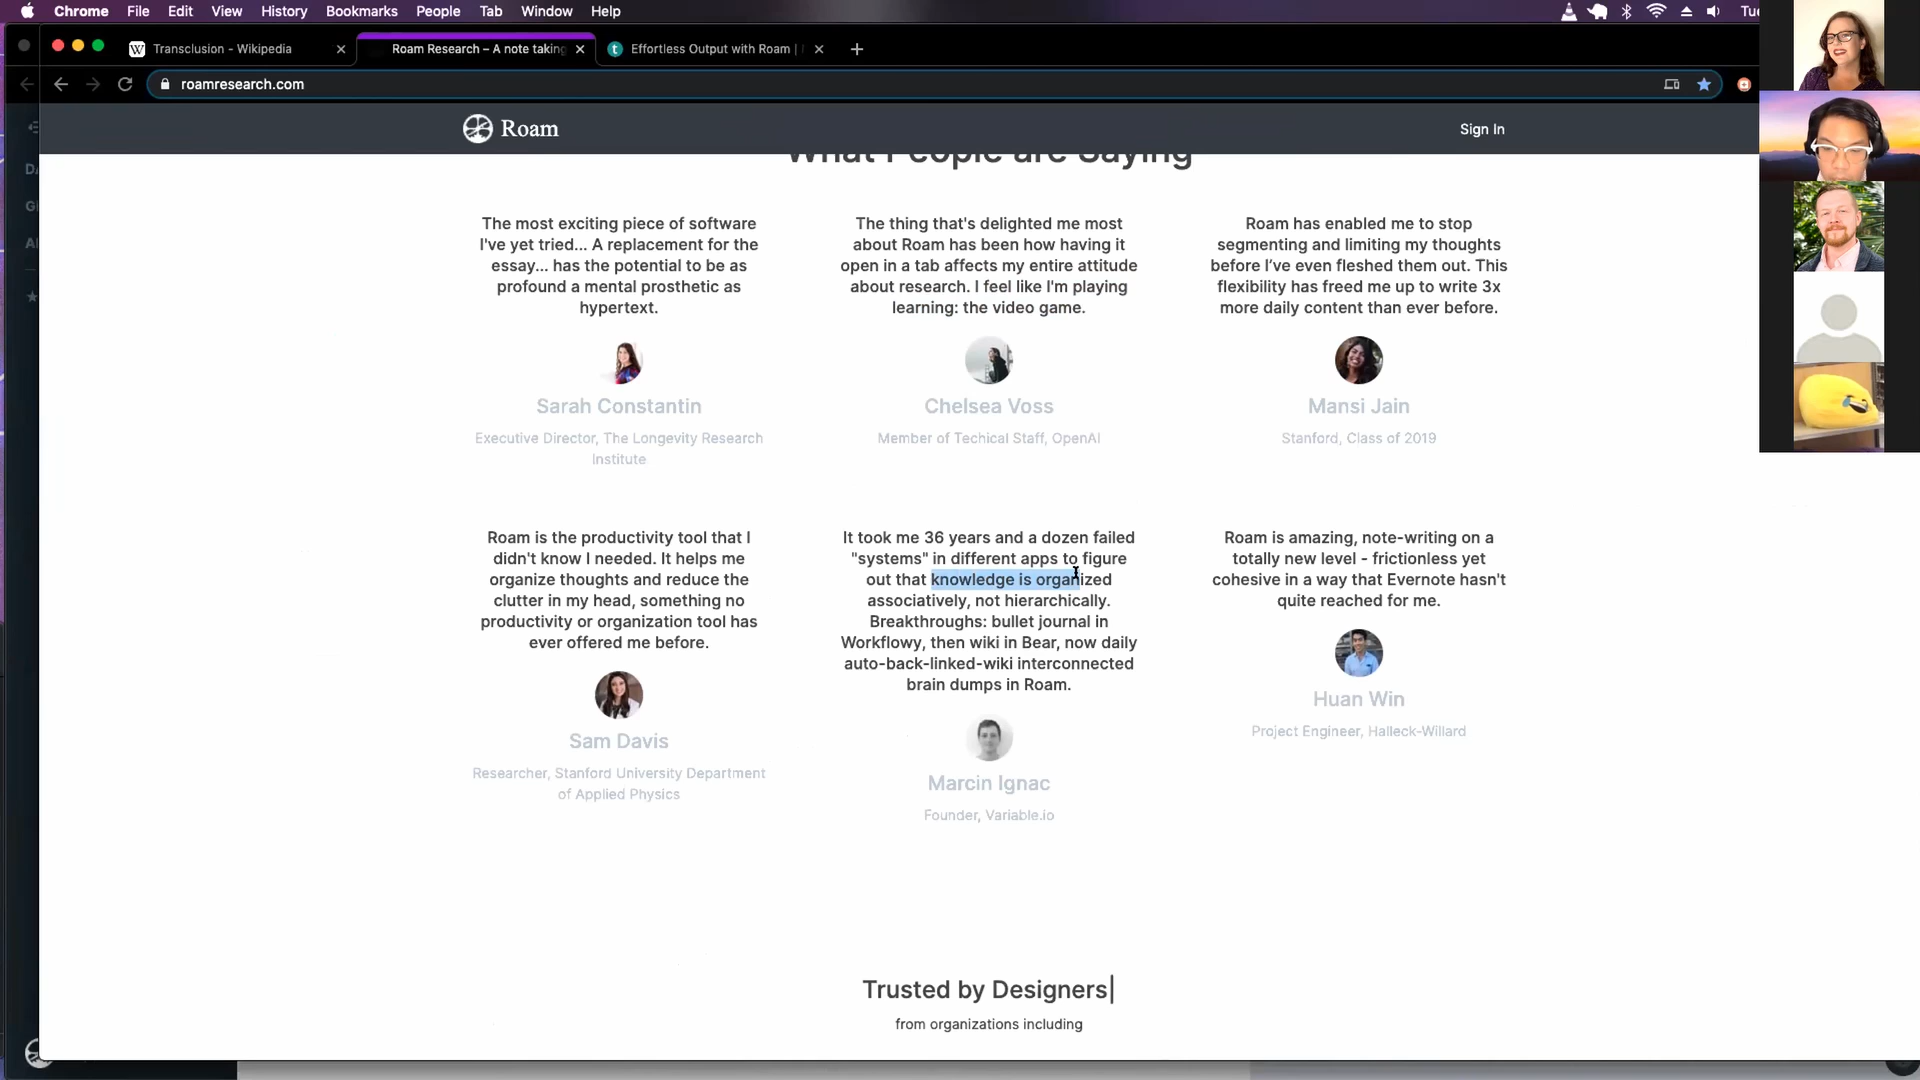 Chrome File Edit View History Bookmarks People Tab Window Help
Transclusion - Wikipedia
Roam Research – A note taking
Effortless Output with Roam |
roamresearch.com
Roam
Sign In
What People are Saying
The most exciting piece of software
I've yet tried... A replacement for the
essay... has the potential to be as
profound a mental prosthetic as
hypertext.
Sarah Constantin
Executive Director, The Longevity Research
Institute
The thing that's delighted me most
about Roam has been how having it
open in a tab affects my entire attitude
about research. I feel like I'm playing
learning: the video game.
Chelsea Voss
Member of Techical Staff, OpenAI
Roam has enabled me to stop
segmenting and limiting my thoughts
before I've even fleshed them out. This
flexibility has freed me up to write 3x
more daily content than ever before.
Mansi Jain
Stanford, Class of 2019
Roam is the productivity tool that I
didn't know I needed. It helps me
organize thoughts and reduce the
clutter in my head, something no
productivity or organization tool has
ever offered me before.
Sam Davis
Researcher, Stanford University Department
of Applied Physics
It took me 36 years and a dozen failed
"systems" in different apps to figure
out that knowledge is organized
associatively, not hierarchically.
Breakthroughs: bullet journal in
Workflowy, then wiki in Bear, now daily
auto-back-linked-wiki interconnected
brain dumps in Roam.
Marcin Ignac
Founder, Variable.io
Roam is amazing, note-writing on a
totally new level - frictionless yet
cohesive in a way that Evernote hasn't
quite reached for me.
Huan Win
Project Engineer, Halleck-Willard
Trusted by Designers|
from organizations including